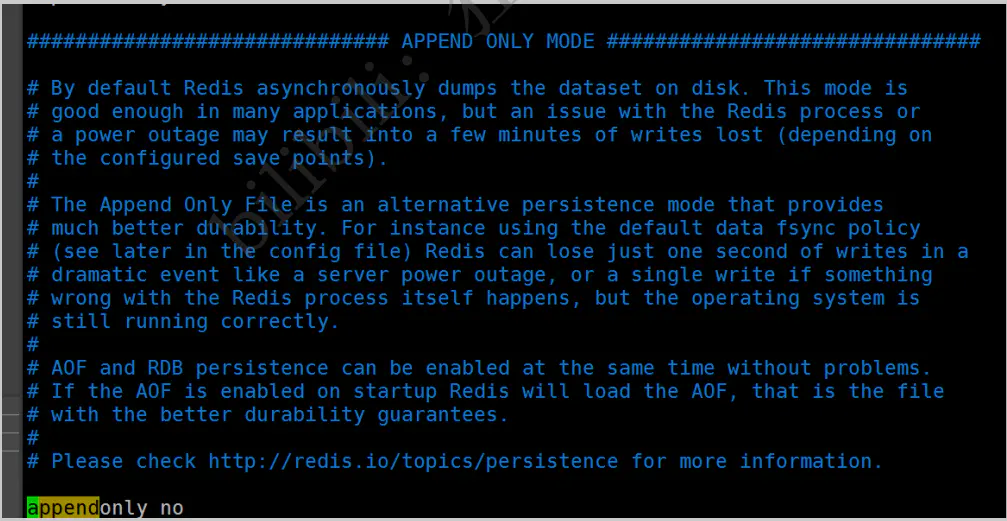 ############################## APPEND ONLY MODE ###############################
# By default Redis asynchronously dumps the dataset on disk. This mode is
# good enough in many applications, but an issue with the Redis process or
# a power outage may result into a few minutes of writes lost (depending on
# the configured save points).
#
# The Append Only File is an alternative persistence mode that provides
# much better durability. For instance using the default data fsync policy
# (see later in the config file) Redis can lose just one second of writes in a
# dramatic event like a server power outage, or a single write if something
# wrong with the Redis process itself happens, but the operating system is
# still running correctly.
#
# AOF and RDB persistence can be enabled at the same time without problems.
# If the AOF is enabled on startup Redis will load the AOF, that is the file
# with the better durability guarantees.
#
# Please check http://redis.io/topics/persistence for more information.
appendonly no
bilibili: